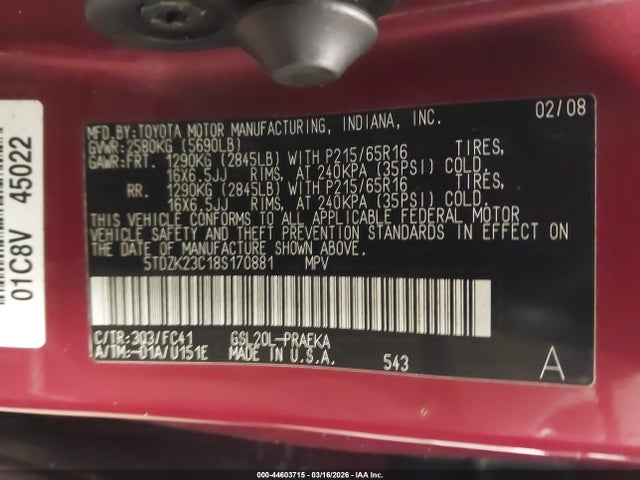 01C8V 45022
02/08
MFD.BY:TOYOTA MOTOR MANUFACTURING, INDIANA, INC.
GVWR:2580KG (5690LB)
GAWR:FRT. 1290KG (2845LB) WITH P215/65R16 TIRES,
16X6.5JJ RIMS, AT 240KPA (35PSI) COLD.
RR. 1290KG (2845LB) WITH P215/65R16 TIRES,
16X6.5JJ RIMS, AT 240KPA (35PSI) COLD.
THIS VEHICLE CONFORMS TO ALL APPLICABLE FEDERAL MOTOR
VEHICLE SAFETY AND THEFT PREVENTION STANDARDS IN EFFECT ON
THE DATE OF MANUFACTURE SHOWN ABOVE.
5TDZK23C18S170881 MPV
C/TR:303/FC41 GSL20L-PRAEKA
A/TM:-01A/U151E MADE IN U.S.A.
543
A
000-44603715 - 03/16/2026 - IAA Inc.